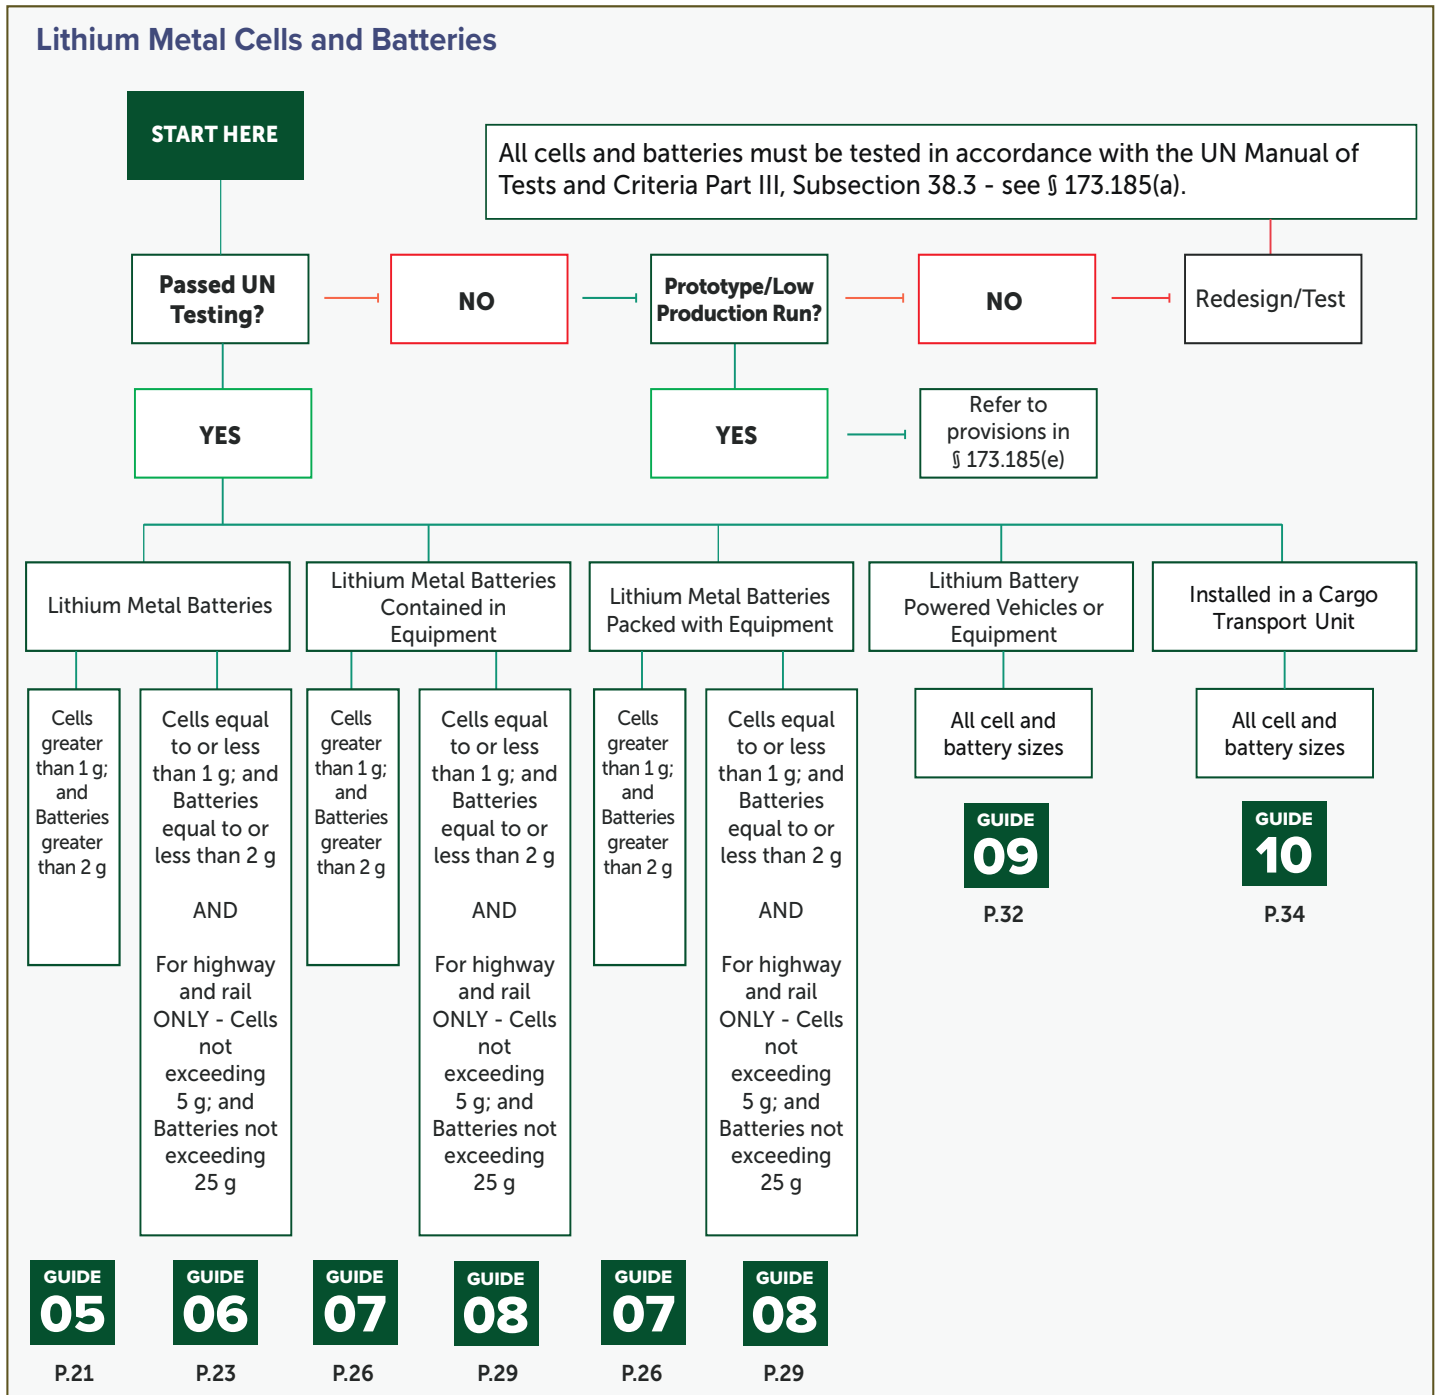 Lithium Metal Cells and Batteries
START HERE
All cells and batteries must be tested in accordance with the UN Manual of
Tests and Criteria Part III, Subsection 38.3 - see § 173.185(a).
Passed UN
Testing?
NO
Prototype/Low
Production Run?
NO
Redesign/Test
YES
YES
Refer to
provisions in
§ 173.185(e)
Lithium Metal Batteries
Lithium Metal Batteries
Contained in
Equipment
Lithium Metal Batteries
Packed with Equipment
Lithium Battery
Powered Vehicles or
Equipment
Installed in a Cargo
Transport Unit
Cells
greater
than 1 g;
and
Batteries
greater
than 2 g
Cells equal
to or less
than 1 g; and
Batteries
equal to or
less than 2 g
AND
For highway
and rail
ONLY - Cells
not
exceeding
5 g; and
Batteries not
exceeding
25 g
Cells
greater
than 1 g;
and
Batteries
greater
than 2 g
Cells equal
to or less
than 1 g; and
Batteries
equal to or
less than 2 g
AND
For highway
and rail
ONLY - Cells
not
exceeding
5 g; and
Batteries not
exceeding
25 g
Cells
greater
than 1 g;
and
Batteries
greater
than 2 g
Cells equal
to or less
than 1 g; and
Batteries
equal to or
less than 2 g
AND
For highway
and rail
ONLY - Cells
not
exceeding
5 g; and
Batteries not
exceeding
25 g
All cell and
battery sizes
GUIDE
09
P.32
All cell and
battery sizes
GUIDE
10
P.34
GUIDE
05
P.21
GUIDE
06
P.23
GUIDE
07
P.26
GUIDE
08
P.29
GUIDE
07
P.26
GUIDE
08
P.29